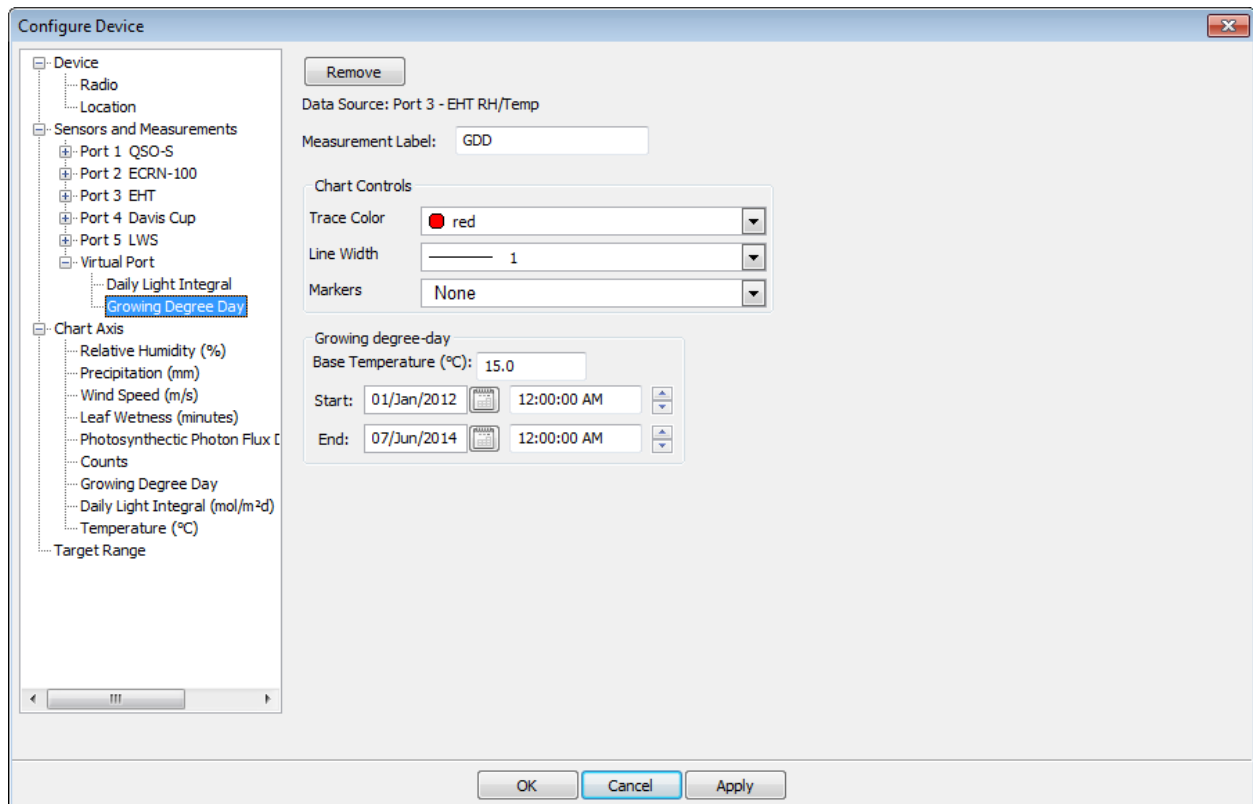 Configure Device
Device
Radio
Location
Sensors and Measurements
Port 1 QSO-S
Port 2 ECRN-100
Port 3 EHT
Port 4 Davis Cup
Port 5 LWS
Virtual Port
Daily Light Integral
Growing Degree Day
Chart Axis
Relative Humidity (%)
Precipitation (mm)
Wind Speed (m/s)
Leaf Wetness (minutes)
Photosynthectic Photon Flux D
Counts
Growing Degree Day
Daily Light Integral (mol/m²d)
Temperature (°C)
Target Range
Remove
Data Source: Port 3 - EHT RH/Temp
Measurement Label: GDD
Chart Controls
Trace Color red
Line Width 1
Markers None
Growing degree-day
Base Temperature (°C): 15.0
Start: 01/Jan/2012 12:00:00 AM
End: 07/Jun/2014 12:00:00 AM
OK Cancel Apply